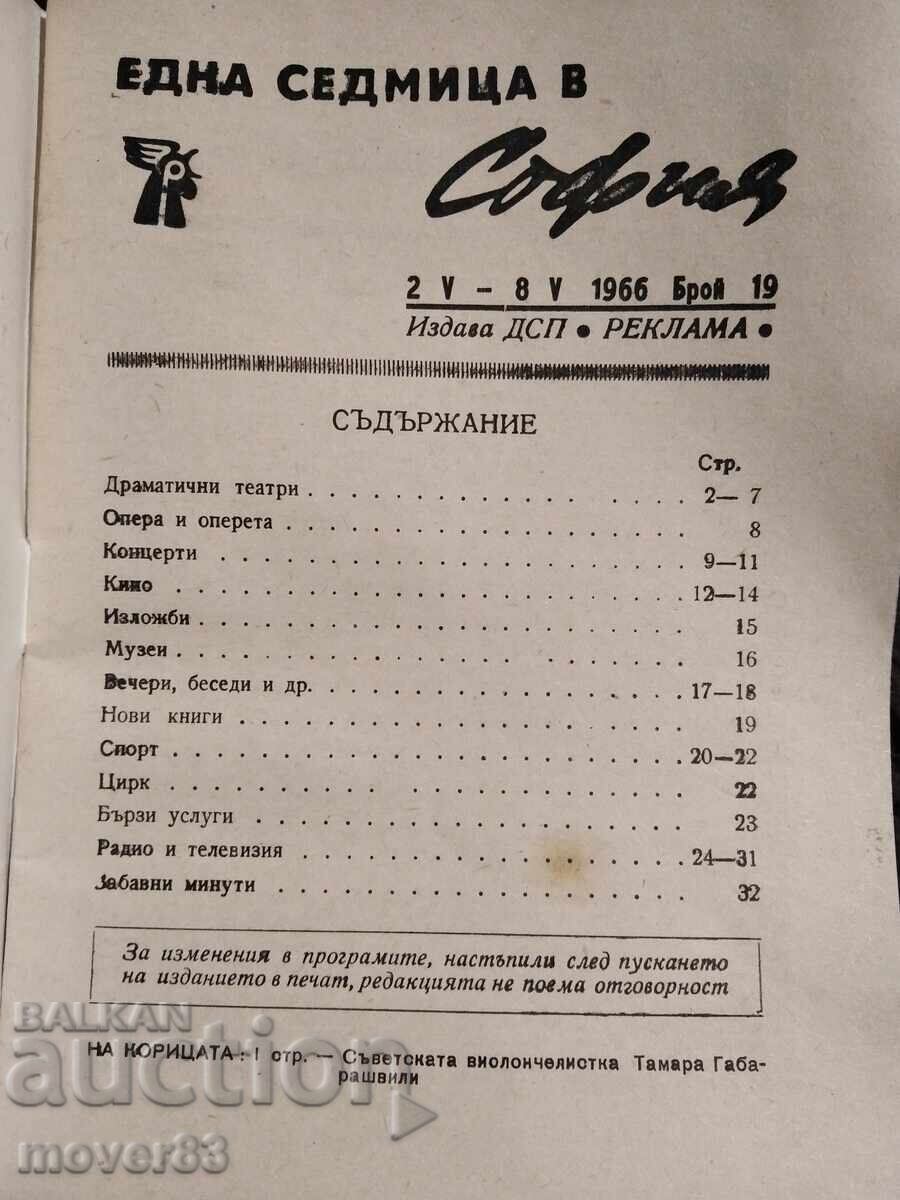 ЕДНА СЕДМИЦА В
София
Р
2 V – 8 V 1966 Брой 19
Издава ДСП • РЕКЛАМА •
СЪДЪРЖАНИЕ
Стр.
Драматични театри . . . . . . . . . . . . . . . 2— 7
Опера и оперета . . . . . . . . . . . . . . . . 8
Концерти . . . . . . . . . . . . . . . . . . 9—11
Кино . . . . . . . . . . . . . . . . . . . . 12—14
Изложби . . . . . . . . . . . . . . . . . . . 15
Музеи . . . . . . . . . . . . . . . . . . . 16
Вечери, беседи и др. . . . . . . . . . . . . . . 17—18
Нови книги . . . . . . . . . . . . . . . . . . 19
Спорт . . . . . . . . . . . . . . . . . . . . 20—22
Цирк . . . . . . . . . . . . . . . . . . . 22
Бързи услуги . . . . . . . . . . . . . . . . . 23
Радио и телевизия . . . . . . . . . . . . . . . 24—31
Забавни минути . . . . . . . . . . . . . . . . 32
За изменения в програмите, настъпили след пускането
на изданието в печат, редакцията не поема отговорност
НА КОРИЦАТА: I стр. — Съветската виолончелистка Тамара Габа-
рашвили
BALKAN
auction
mover83